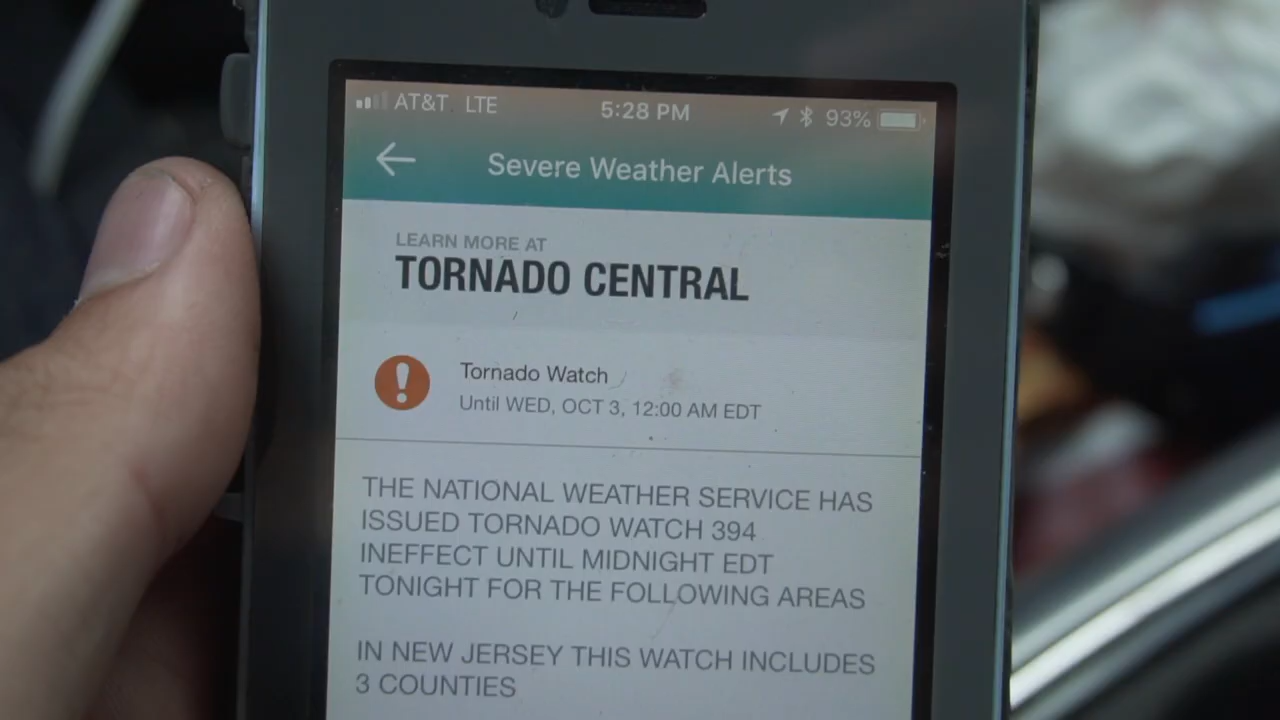 AT&T LTE 5:28 PM 93%
Severe Weather Alerts
LEARN MORE AT
TORNADO CENTRAL
Tornado Watch
Until WED, OCT 3, 12:00 AM EDT
THE NATIONAL WEATHER SERVICE HAS
ISSUED TORNADO WATCH 394
INEFFECT UNTIL MIDNIGHT EDT
TONIGHT FOR THE FOLLOWING AREAS
IN NEW JERSEY THIS WATCH INCLUDES
3 COUNTIES